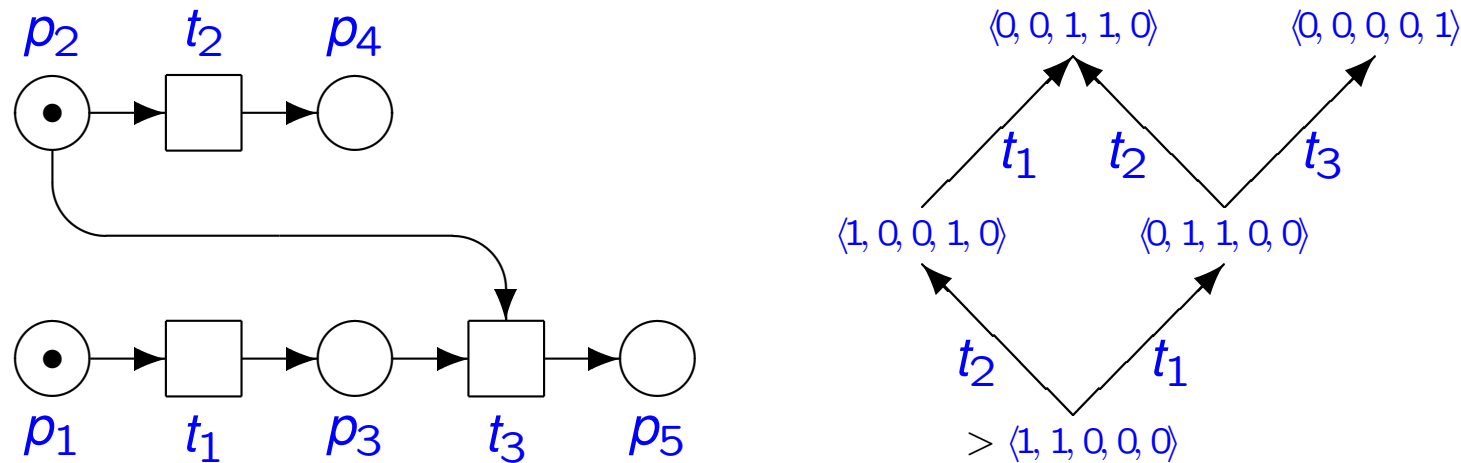 p2 t2 p4
p1 t1 p3 t3 p5
⟨0, 0, 1, 1, 0⟩ ⟨0, 0, 0, 0, 1⟩
t1 t2 t3
⟨1, 0, 0, 1, 0⟩ ⟨0, 1, 1, 0, 0⟩
t2 t1
> ⟨1, 1, 0, 0, 0⟩